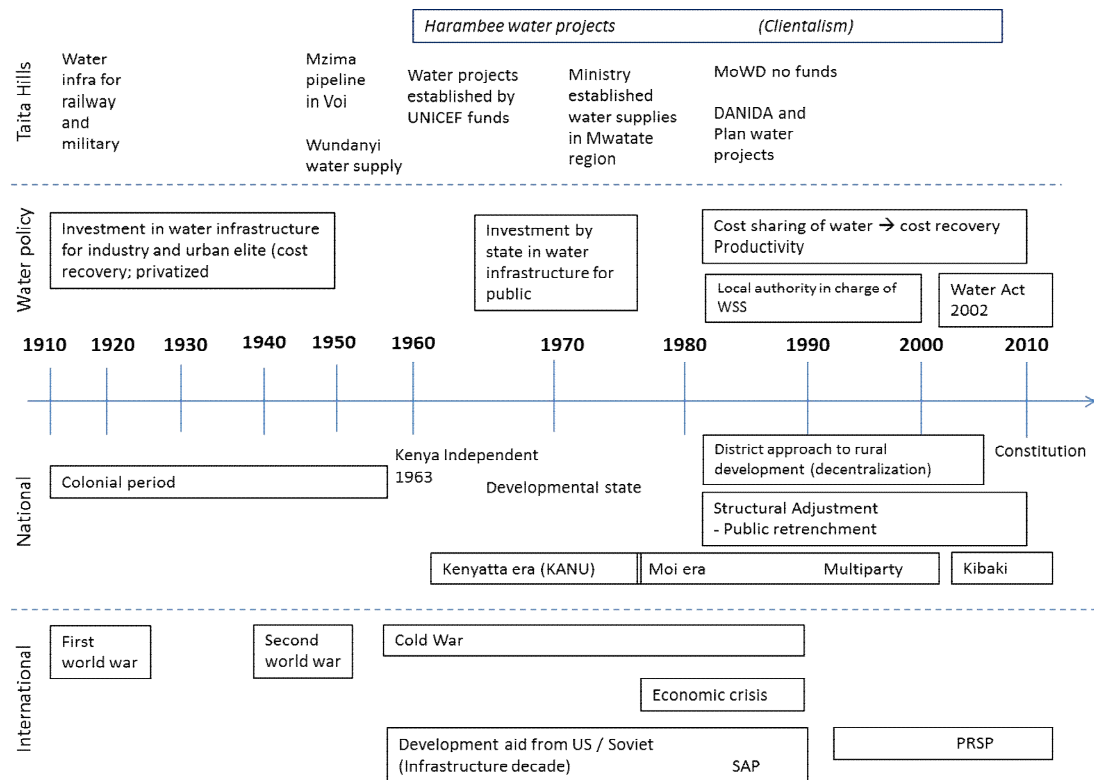 Taita Hills
Harambee water projects (Clientalism)
Water
infra for
railway
and
military
Mzima
pipeline
in Voi
Wundanyi
water supply
Water projects
established by
UNICEF funds
Ministry
established
water supplies
in Mwatate
region
MoWD no funds
DANIDA and
Plan water
projects
Water policy
Investment in water infrastructure
for industry and urban elite (cost
recovery; privatized
Investment by
state in water
infrastructure for
public
Cost sharing of water → cost recovery
Productivity
Local authority in charge of
WSS
Water Act
2002
1910 1920 1930 1940 1950 1960 1970 1980 1990 2000 2010
National
Colonial period
Kenya Independent
1963
Developmental state
District approach to rural
development (decentralization)
Constitution
Structural Adjustment
- Public retrenchment
Kenyatta era (KANU)
Moi era Multiparty
Kibaki
International
First
world war
Second
world war
Cold War
Economic crisis
Development aid from US / Soviet
(Infrastructure decade) SAP
PRSP